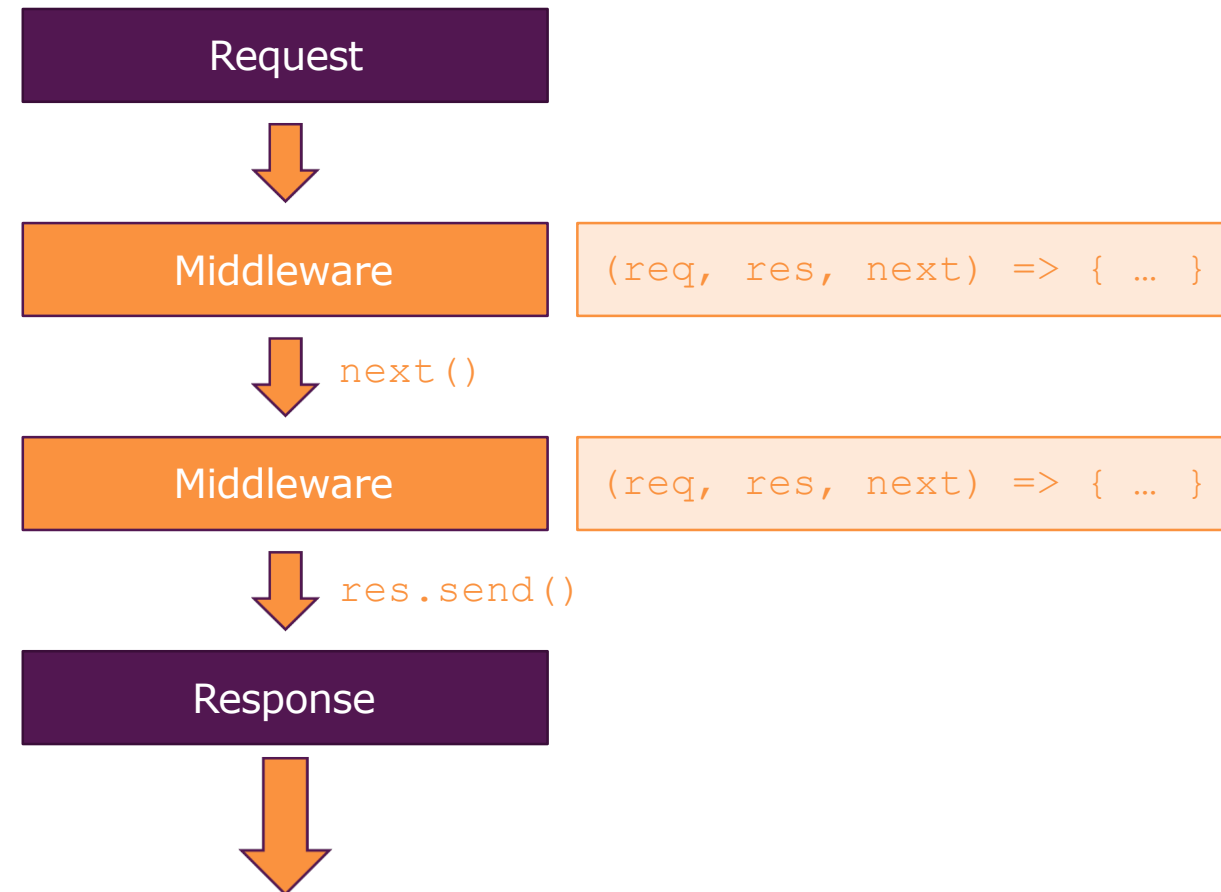 Request
Middleware
(req, res, next) => { … }
next()
Middleware
(req, res, next) => { … }
res.send()
Response